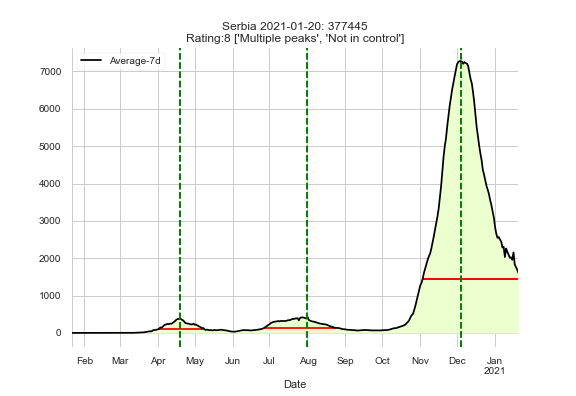 Serbia 2021-01-20: 377445
Rating:8 ['Multiple peaks', 'Not in control']
Average-7d
7000
6000
5000
4000
3000
2000
1000
0
Feb Mar Apr May Jun Jul Aug Sep Oct Nov Dec Jan
2021
Date